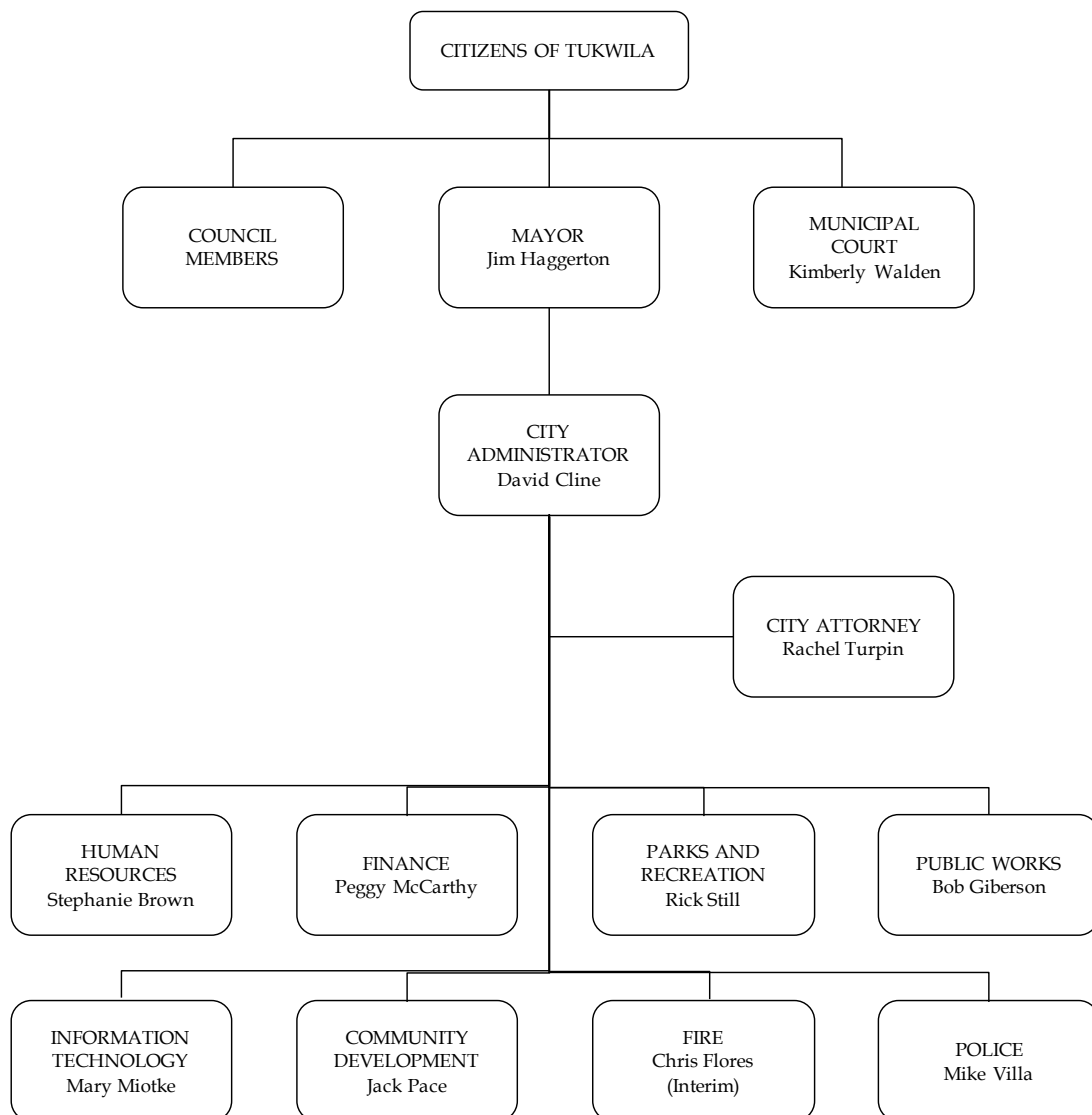 CITIZENS OF TUKWILA
COUNCIL
MEMBERS
MAYOR
Jim Haggerton
MUNICIPAL
COURT
Kimberly Walden
CITY
ADMINISTRATOR
David Cline
CITY ATTORNEY
Rachel Turpin
HUMAN
RESOURCES
Stephanie Brown
FINANCE
Peggy McCarthy
PARKS AND
RECREATION
Rick Still
PUBLIC WORKS
Bob Giberson
INFORMATION
TECHNOLOGY
Mary Miotke
COMMUNITY
DEVELOPMENT
Jack Pace
FIRE
Chris Flores
(Interim)
POLICE
Mike Villa